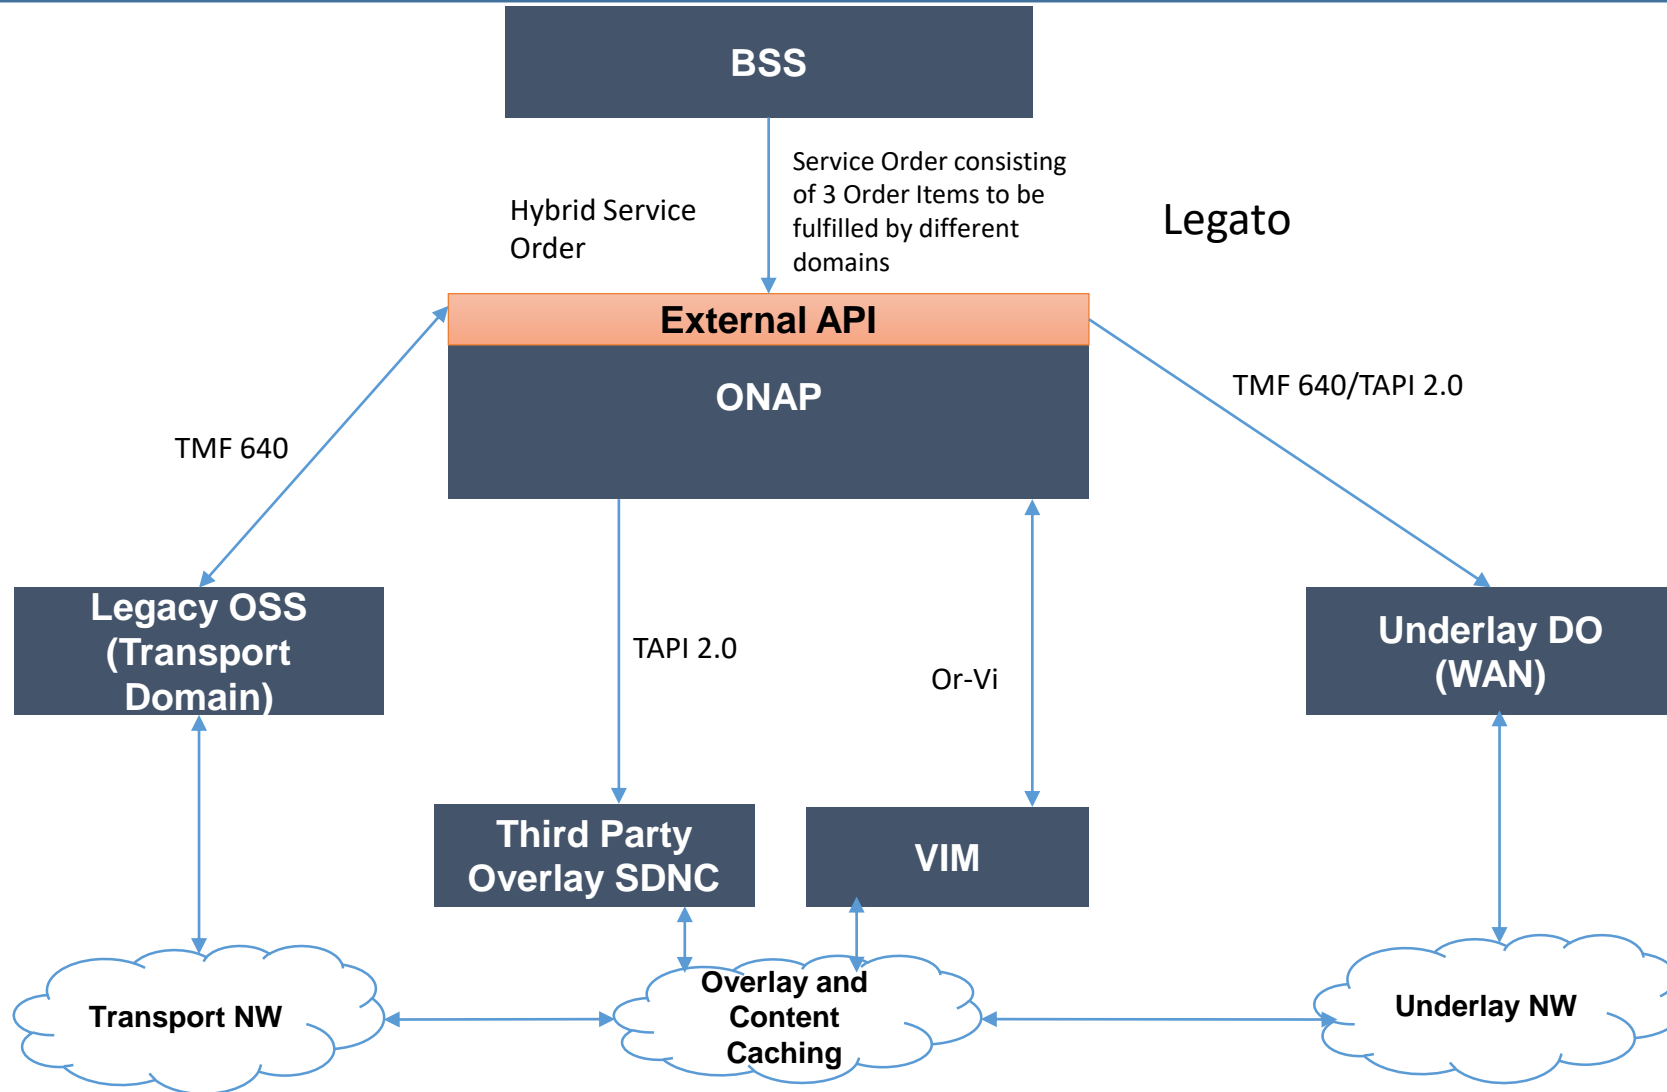 BSS
Service Order consisting
of 3 Order Items to be
fulfilled by different
domains
Hybrid Service
Order
Legato
External API
ONAP
TMF 640/TAPI 2.0
TMF 640
Legacy OSS
(Transport
Domain)
TAPI 2.0
Or-Vi
Underlay DO
(WAN)
Third Party
Overlay SDNC
VIM
Transport NW
Overlay and
Content
Caching
Underlay NW